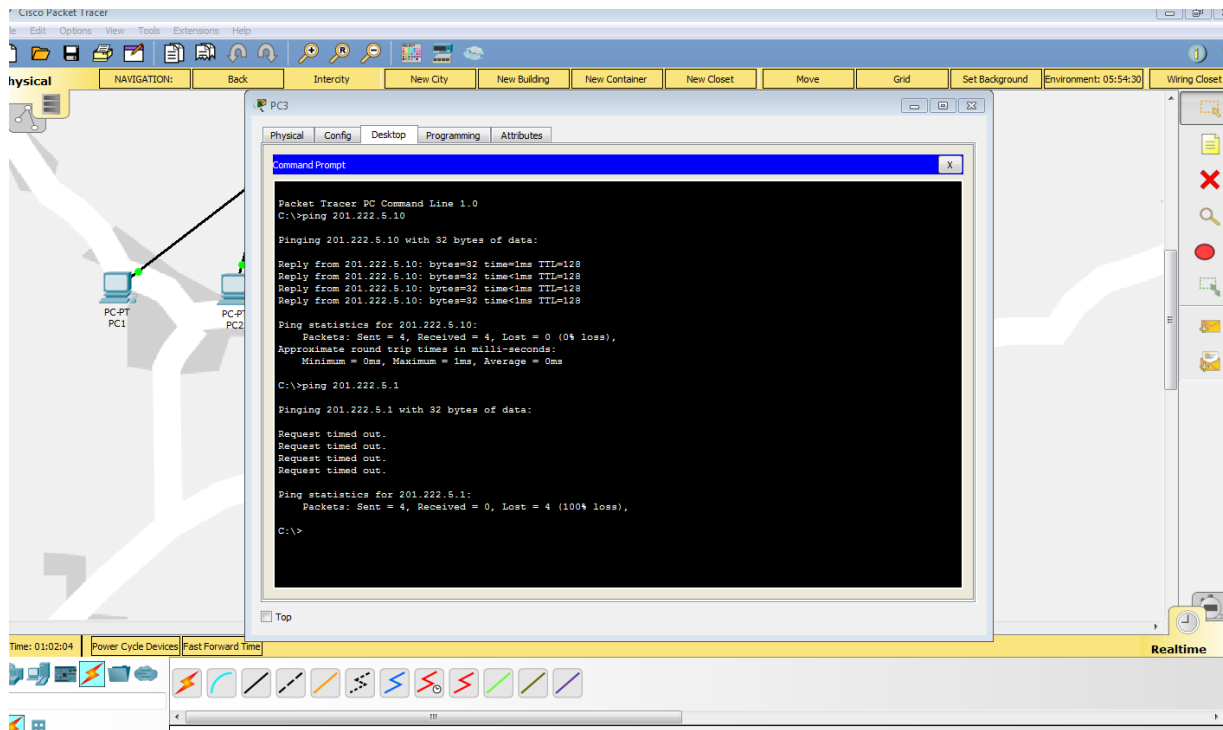 Cisco Packet Tracer
Edit Options View Tools Extensions Help
NAVIGATION: Back Intercity New City New Building New Container New Closet Move Grid Set Background Environment: 05:54:30 Wiring Closet
PC3
Physical Config Desktop Programming Attributes
Command Prompt
X
Packet Tracer PC Command Line 1.0
C:\>ping 201.222.5.10
Pinging 201.222.5.10 with 32 bytes of data:
Reply from 201.222.5.10: bytes=32 time=1ms TTL=128
Reply from 201.222.5.10: bytes=32 time<1ms TTL=128
Reply from 201.222.5.10: bytes=32 time<1ms TTL=128
Reply from 201.222.5.10: bytes=32 time<1ms TTL=128
Ping statistics for 201.222.5.10:
Packets: Sent = 4, Received = 4, Lost = 0 (0% loss),
Approximate round trip times in milli-seconds:
Minimum = 0ms, Maximum = 1ms, Average = 0ms
C:\>ping 201.222.5.1
Pinging 201.222.5.1 with 32 bytes of data:
Request timed out.
Request timed out.
Request timed out.
Request timed out.
Ping statistics for 201.222.5.1:
Packets: Sent = 4, Received = 0, Lost = 4 (100% loss),
C:\>
PC-PT
PC1
PC-PT
PC2
Top
Time: 01:02:04 Power Cycle Devices Fast Forward Time
Realtime